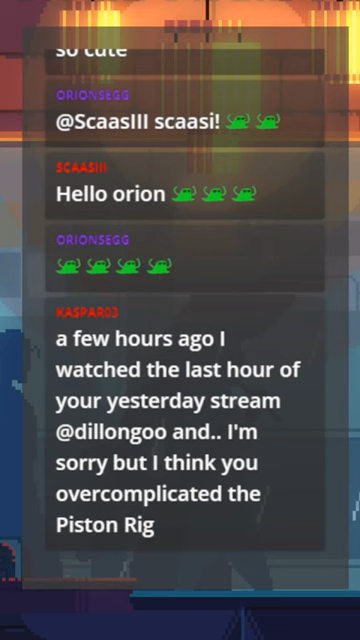 so cute
ORIONSEGG
@ScaasIII scaasi!
SCAASIII
Hello orion
ORIONSEGG
KASPAR03
a few hours ago I
watched the last hour of
your yesterday stream
@dillongoo and.. I'm
sorry but I think you
overcomplicated the
Piston Rig